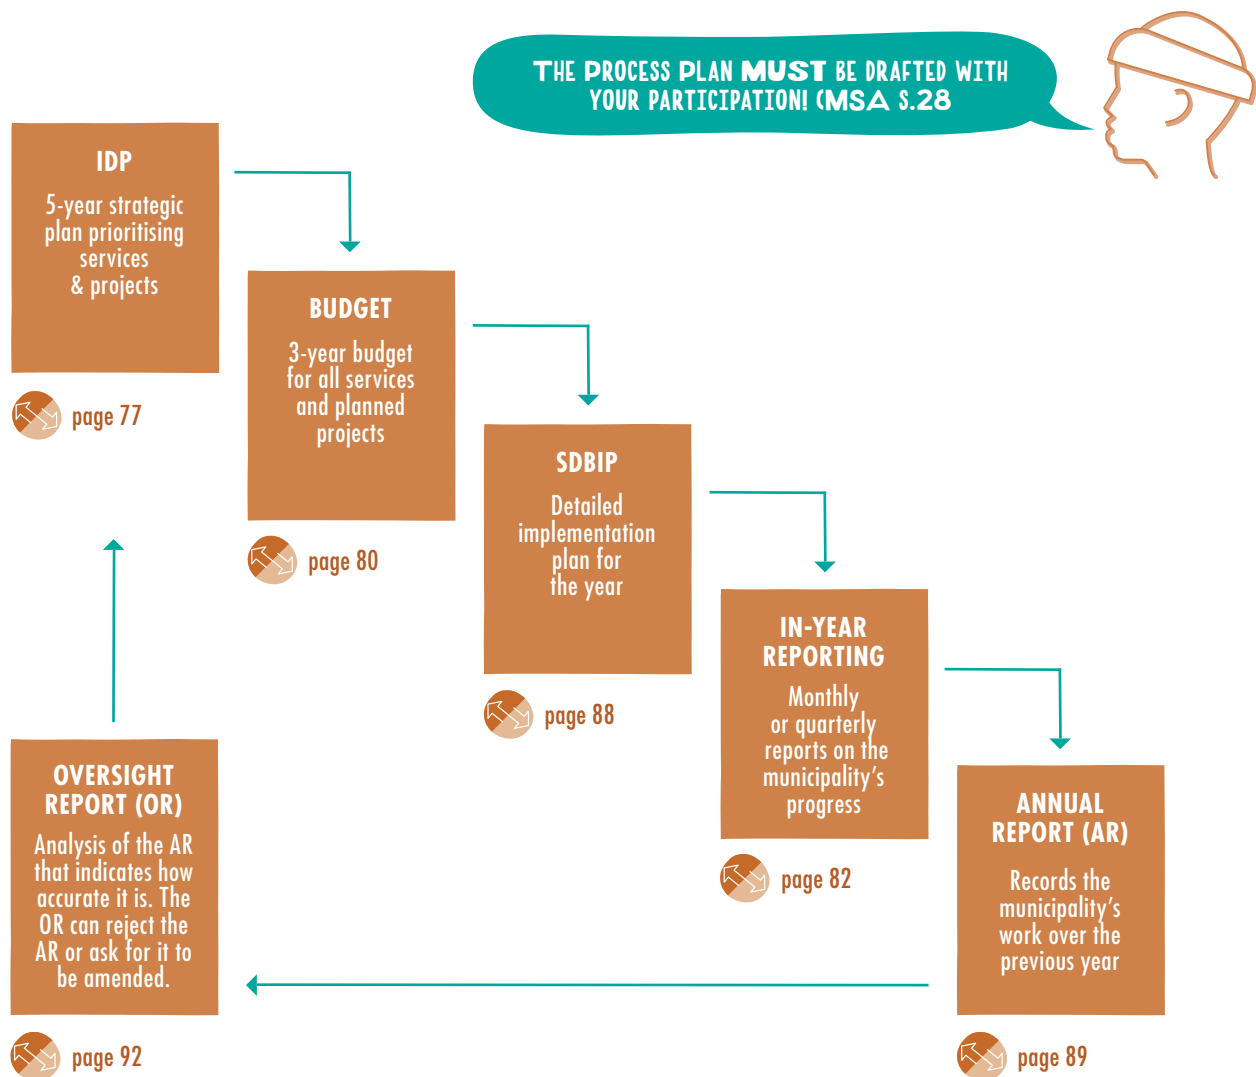 THE PROCESS PLAN MUST BE DRAFTED WITH
YOUR PARTICIPATION! (MSA S.28
IDP
5-year strategic
plan prioritising
services
& projects
page 77
BUDGET
3-year budget
for all services
and planned
projects
page 80
SDBIP
Detailed
implementation
plan for
the year
page 88
IN-YEAR
REPORTING
Monthly
or quarterly
reports on the
municipality's
progress
page 82
ANNUAL
REPORT (AR)
Records the
municipality's
work over the
previous year
page 89
OVERSIGHT
REPORT (OR)
Analysis of the AR
that indicates how
accurate it is. The
OR can reject the
AR or ask for it to
be amended.
page 92